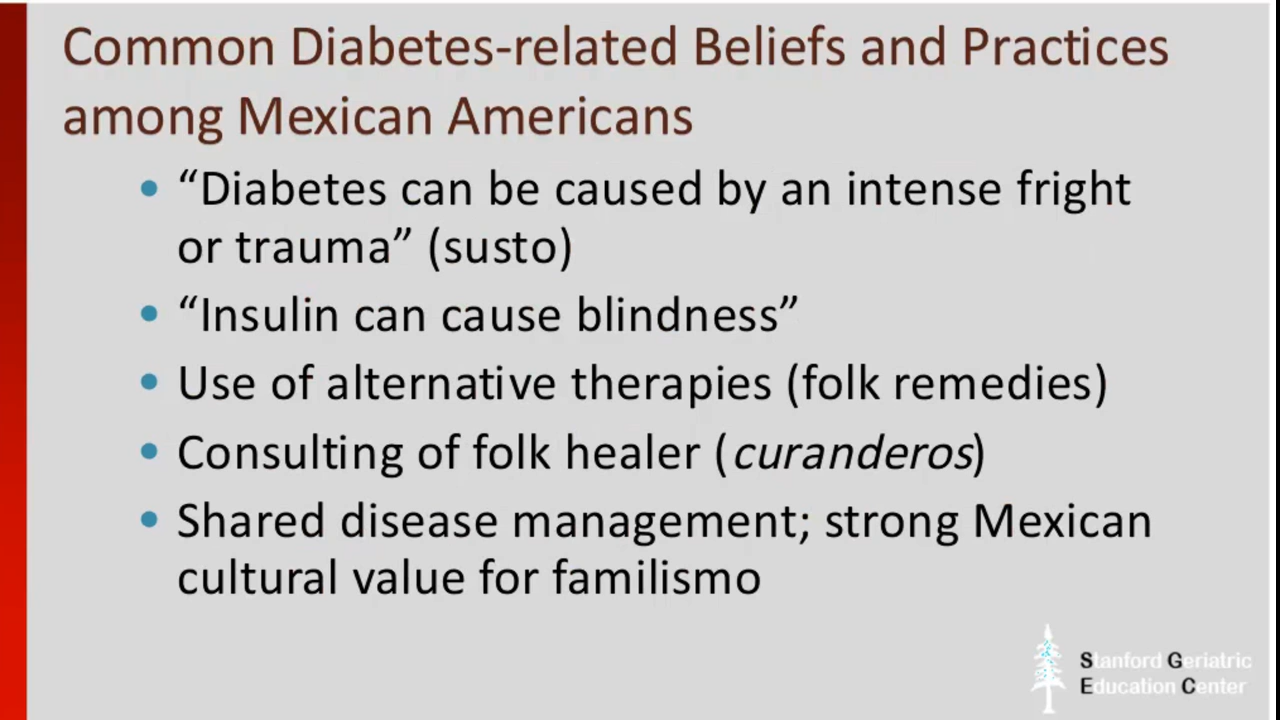 Common Diabetes-related Beliefs and Practices
among Mexican Americans
• “Diabetes can be caused by an intense fright
or trauma” (susto)
• “Insulin can cause blindness”
• Use of alternative therapies (folk remedies)
• Consulting of folk healer (curanderos)
• Shared disease management; strong Mexican
cultural value for familismo
Stanford Geriatric
Education Center